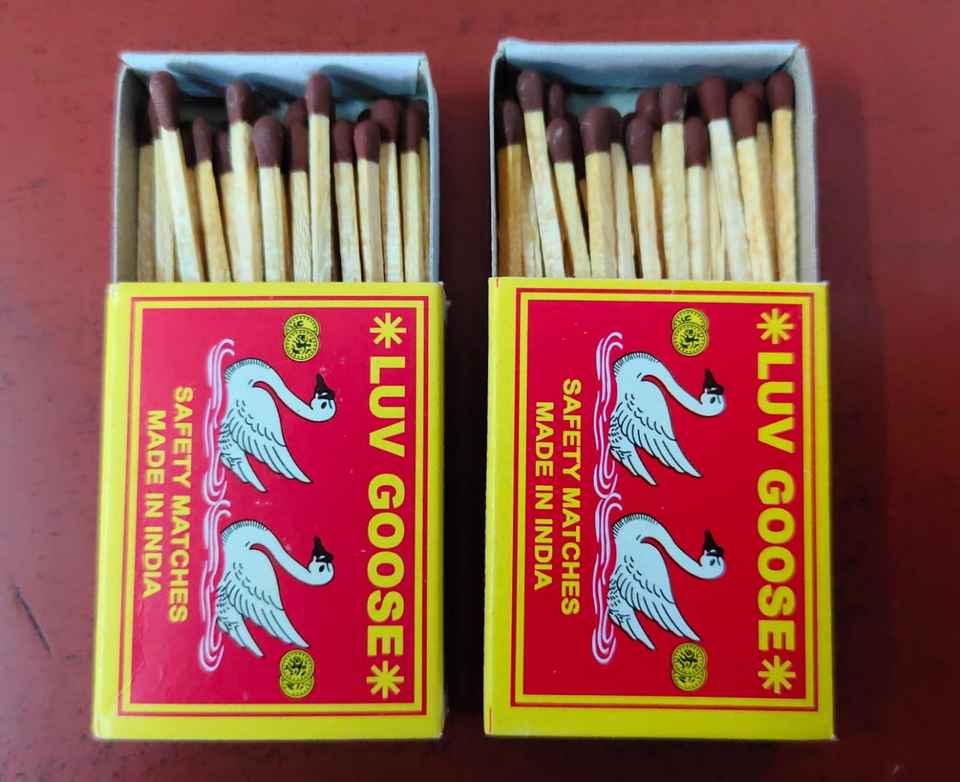 *LUV GOOSE*
SAFETY MATCHES
MADE IN INDIA
*LUV GOOSE*
SAFETY MATCHES
MADE IN INDIA